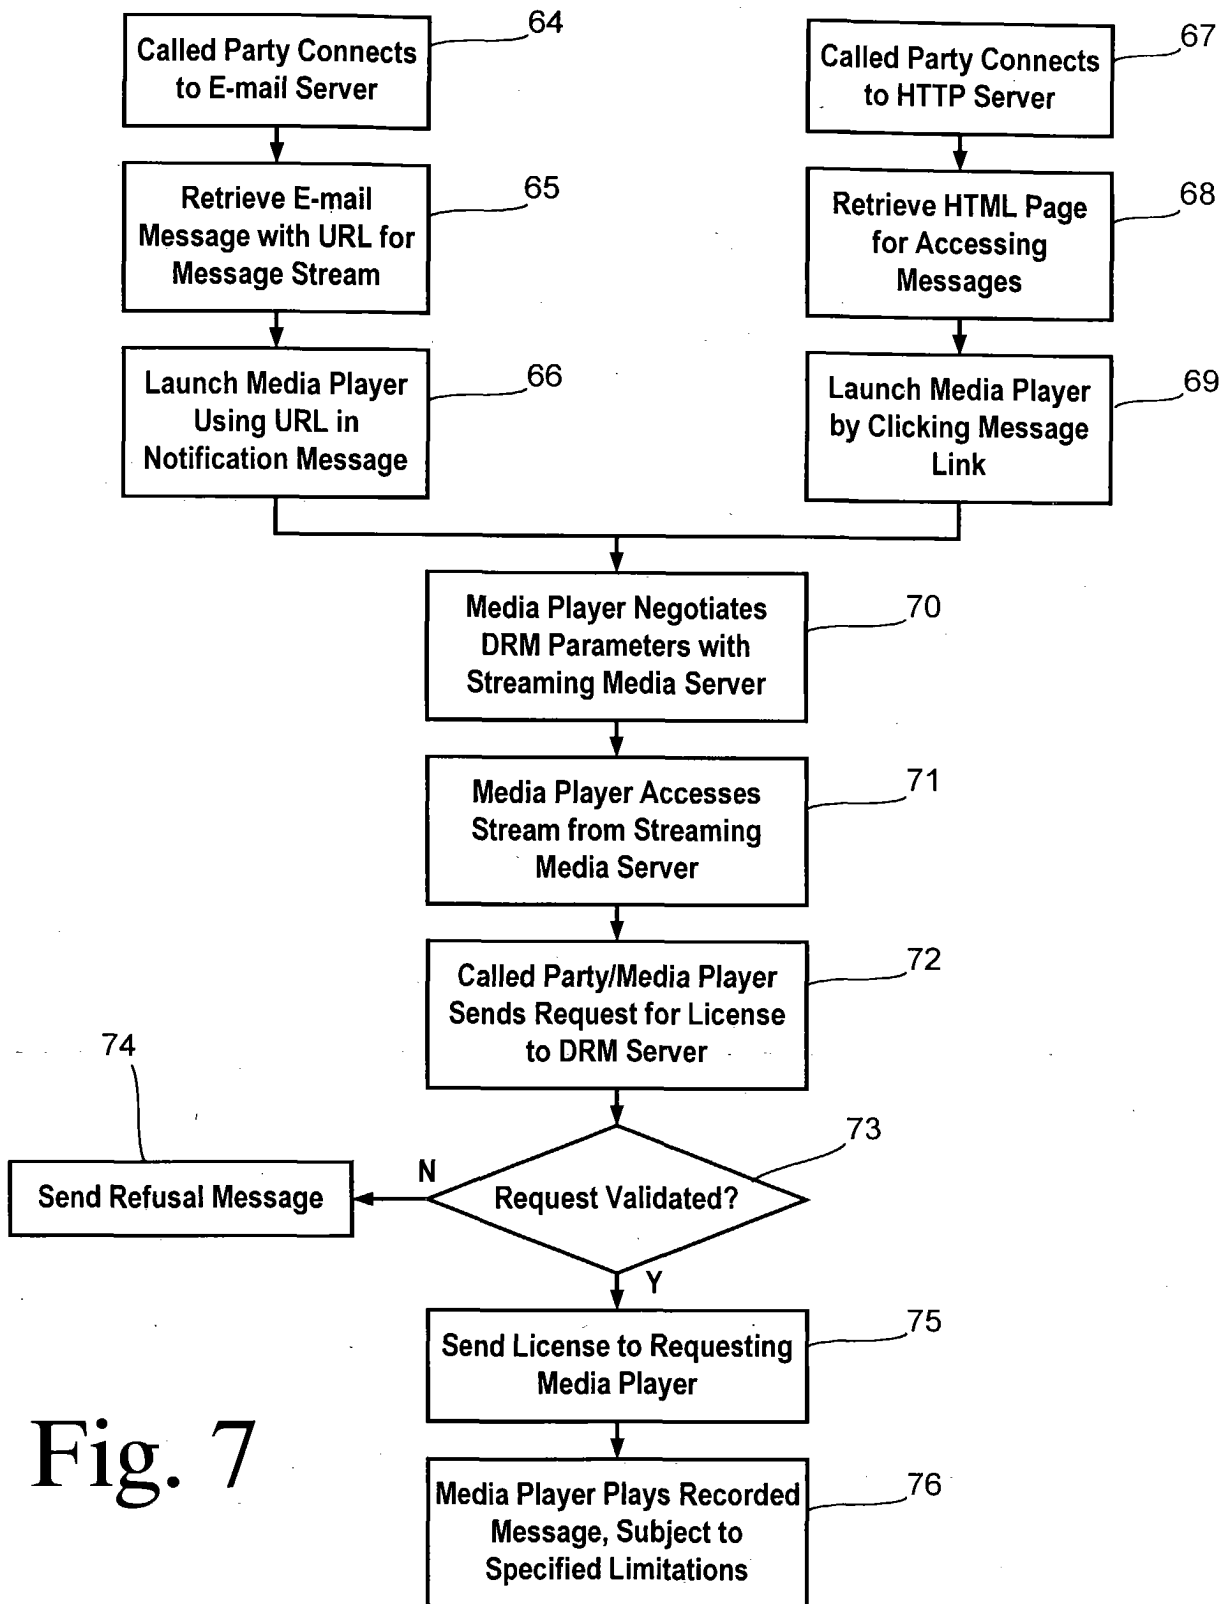 64
Called Party Connects
to E-mail Server
67
Called Party Connects
to HTTP Server
65
Retrieve E-mail
Message with URL for
Message Stream
68
Retrieve HTML Page
for Accessing
Messages
66
Launch Media Player
Using URL in
Notification Message
69
Launch Media Player
by Clicking Message
Link
70
Media Player Negotiates
DRM Parameters with
Streaming Media Server
71
Media Player Accesses
Stream from Streaming
Media Server
72
Called Party/Media Player
Sends Request for License
to DRM Server
73
Request Validated?
N
74
Send Refusal Message
Y
75
Send License to Requesting
Media Player
76
Media Player Plays Recorded
Message, Subject to
Specified Limitations
Fig. 7